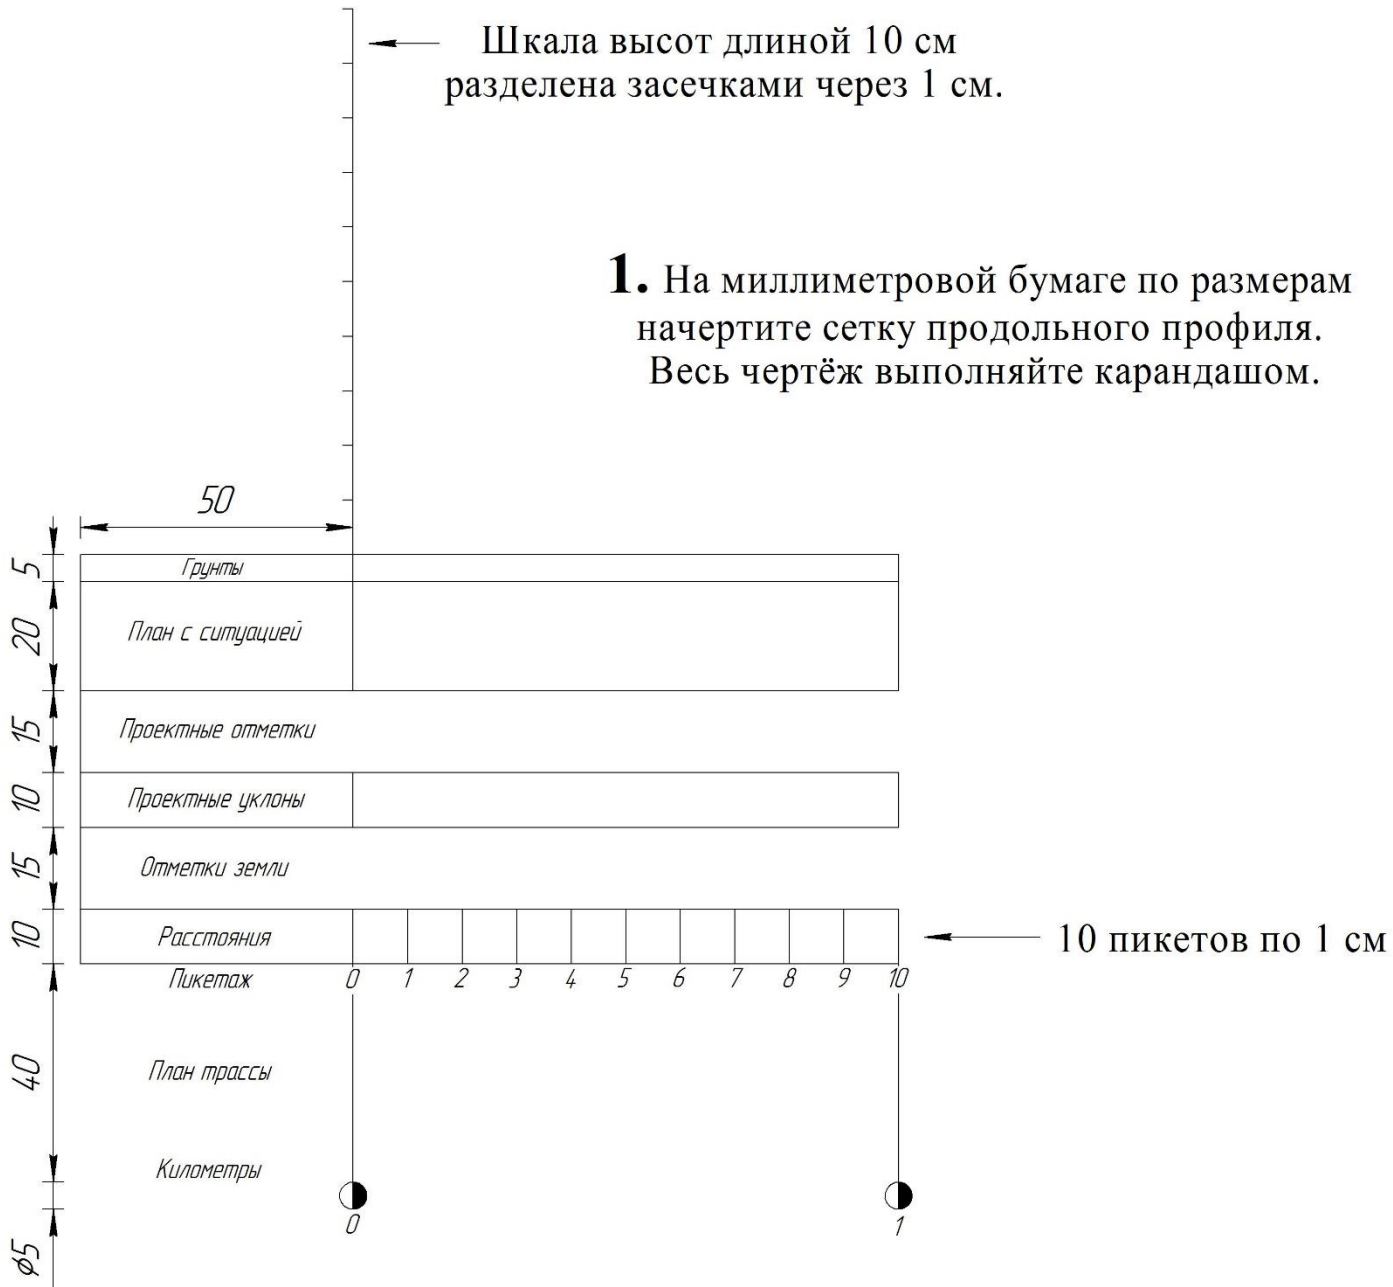 Шкала высот длиной 10 см
разделена засечками через 1 см.
1. На миллиметровой бумаге по размерам
начертите сетку продольного профиля.
Весь чертёж выполняйте карандашом.
50
5
Грунты
20
План с ситуацией
15
Проектные отметки
10
Проектные уклоны
15
Отметки земли
10
Расстояния
10 пикетов по 1 см
Пикетаж 0 1 2 3 4 5 6 7 8 9 10
40
План трассы
Километры
0 1
ϕ5